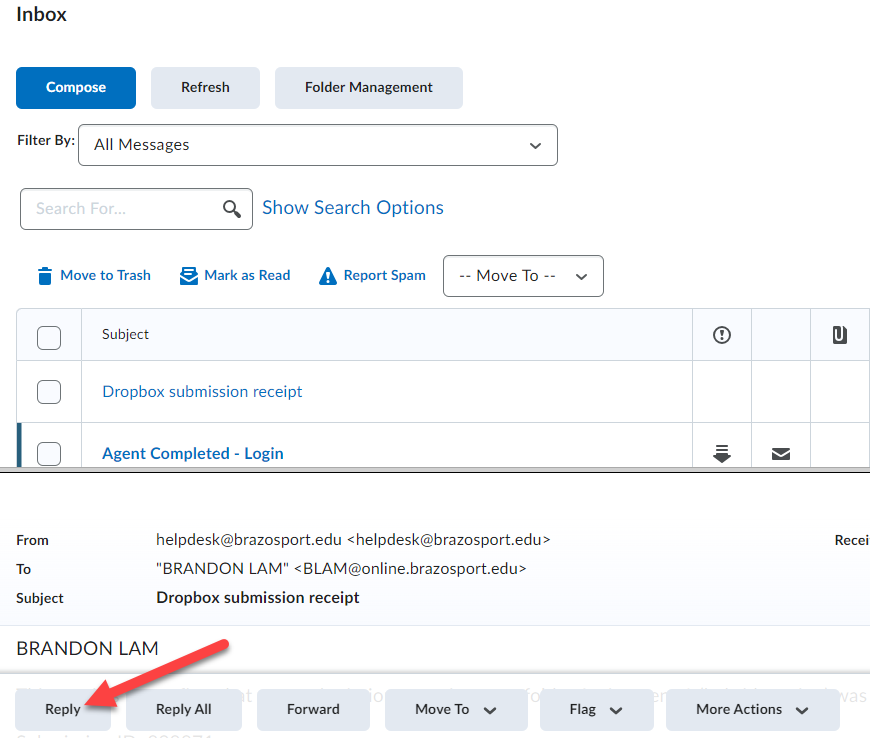 Inbox
Compose Refresh Folder Management
Filter By: All Messages
Search For... Show Search Options
Move to Trash Mark as Read Report Spam -- Move To --
Subject
Dropbox submission receipt
Agent Completed - Login
From helpdesk@brazosport.edu <helpdesk@brazosport.edu> Recei
To "BRANDON LAM" <BLAM@online.brazosport.edu>
Subject Dropbox submission receipt
BRANDON LAM
Reply Reply All Forward Move To Flag More Actions